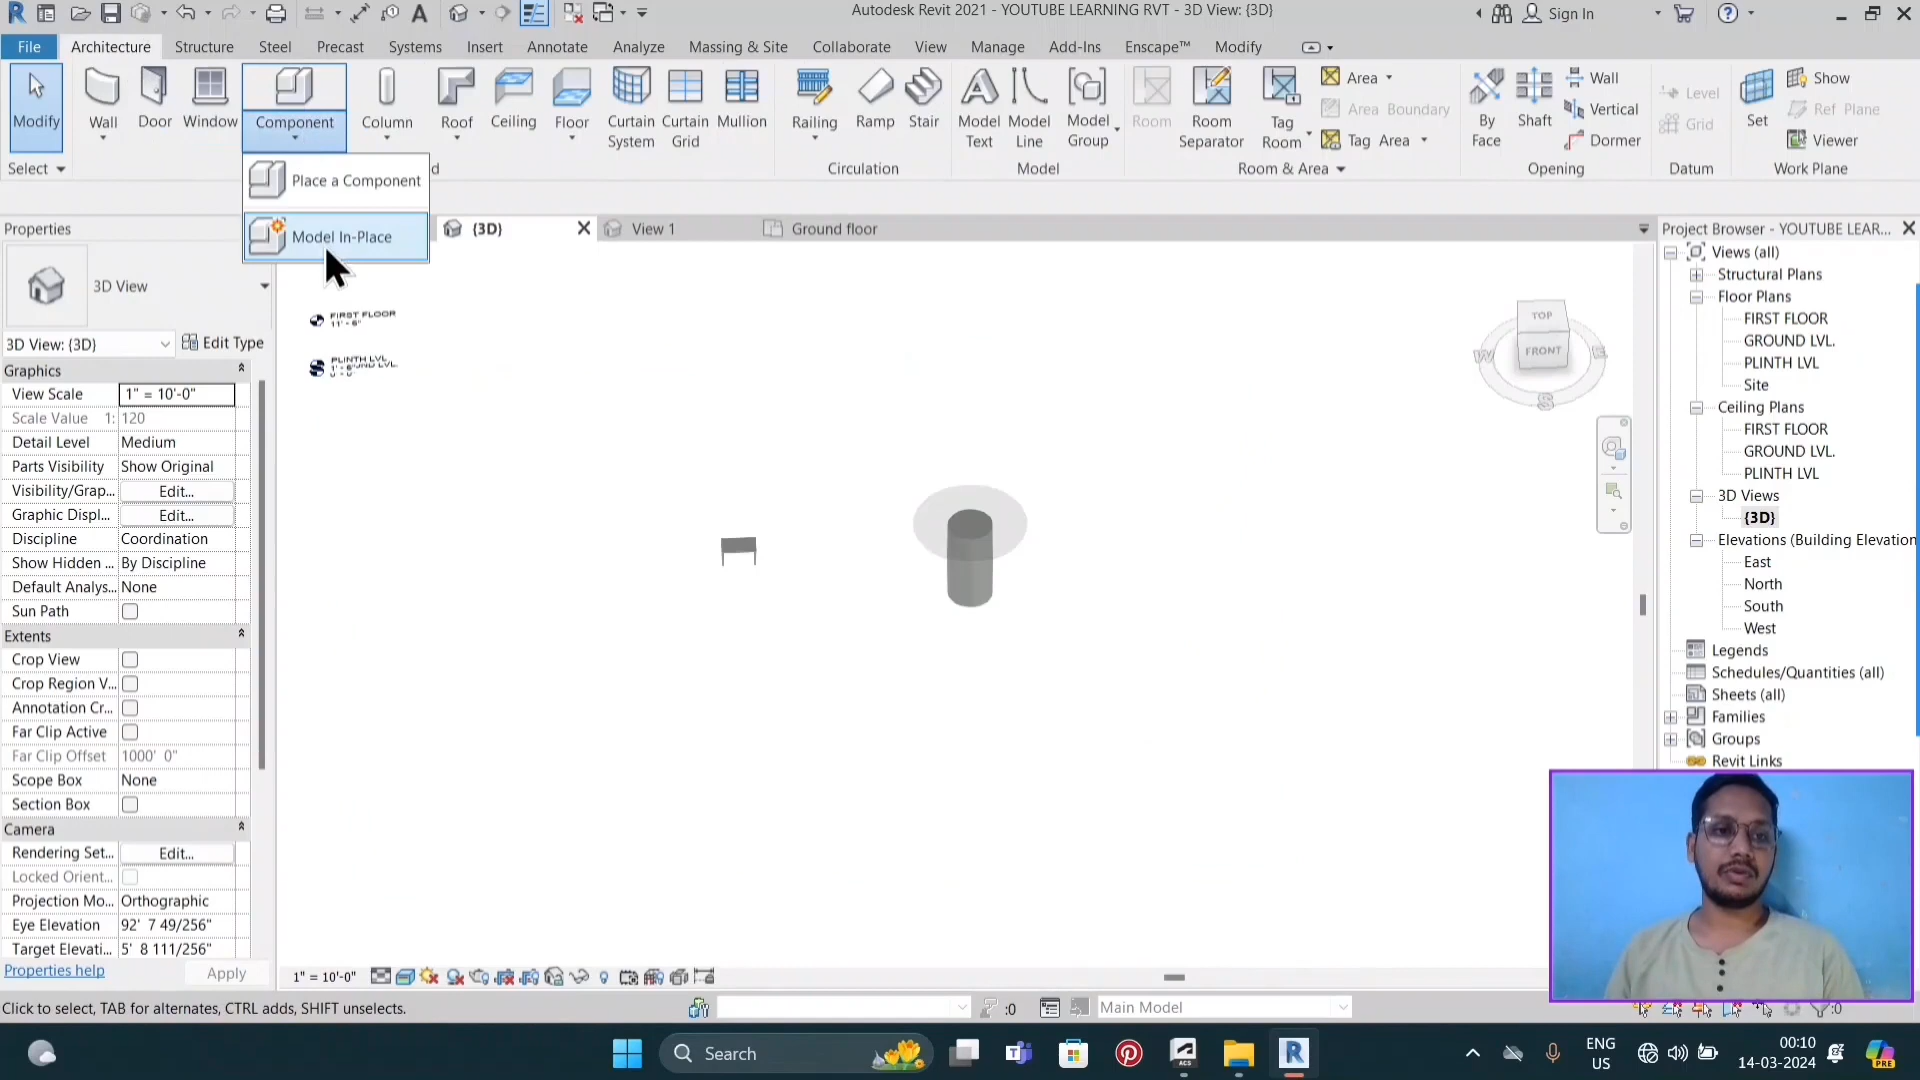 Autodesk Revit 2021 - YOUTUBE LEARNING RVT - 3D View: {3D}
Sign In
File Architecture Structure Steel Precast Systems Insert Annotate Analyze Massing & Site Collaborate View Manage Add-Ins Enscape™ Modify
Modify
Wall
Door
Window
Component
Column
Roof
Ceiling
Floor
Curtain System
Curtain Grid
Mullion
Railing
Ramp
Stair
Model Text
Model Line
Model Group
Room
Room Separator
Tag Room
Area
Area Boundary
Tag Area
By Face
Shaft
Wall
Vertical
Dormer
Level
Grid
Set
Show
Ref Plane
Viewer
Select
d
Circulation
Model
Room & Area
Opening
Datum
Work Plane
Place a Component
Model In-Place
Properties
{3D}
View 1
Ground floor
Project Browser - YOUTUBE LEAR...
3D View
3D View: {3D}
Edit Type
Graphics
View Scale 1" = 10'-0"
Scale Value 1: 120
Detail Level Medium
Parts Visibility Show Original
Visibility/Grap... Edit...
Graphic Displ... Edit...
Discipline Coordination
Show Hidden ... By Discipline
Default Analys... None
Sun Path
Extents
Crop View
Crop Region V...
Annotation Cr...
Far Clip Active
Far Clip Offset 1000' 0"
Scope Box None
Section Box
Camera
Rendering Set... Edit...
Locked Orient...
Projection Mo... Orthographic
Eye Elevation 92' 7 49/256"
Target Elevati... 5' 8 111/256"
Properties help
Apply
FIRST FLOOR
11' - 6"
PLINTH LVL
1' - 6"
TOP
FRONT
W
E
S
Views (all)
Structural Plans
Floor Plans
FIRST FLOOR
GROUND LVL.
PLINTH LVL
Site
Ceiling Plans
FIRST FLOOR
GROUND LVL.
PLINTH LVL
3D Views
{3D}
Elevations (Building Elevation
East
North
South
West
Legends
Schedules/Quantities (all)
Sheets (all)
Families
Groups
Revit Links
1" = 10'-0"
Click to select, TAB for alternates, CTRL adds, SHIFT unselects.
:0
Main Model
:0
Search
ENG
US
00:10
14-03-2024